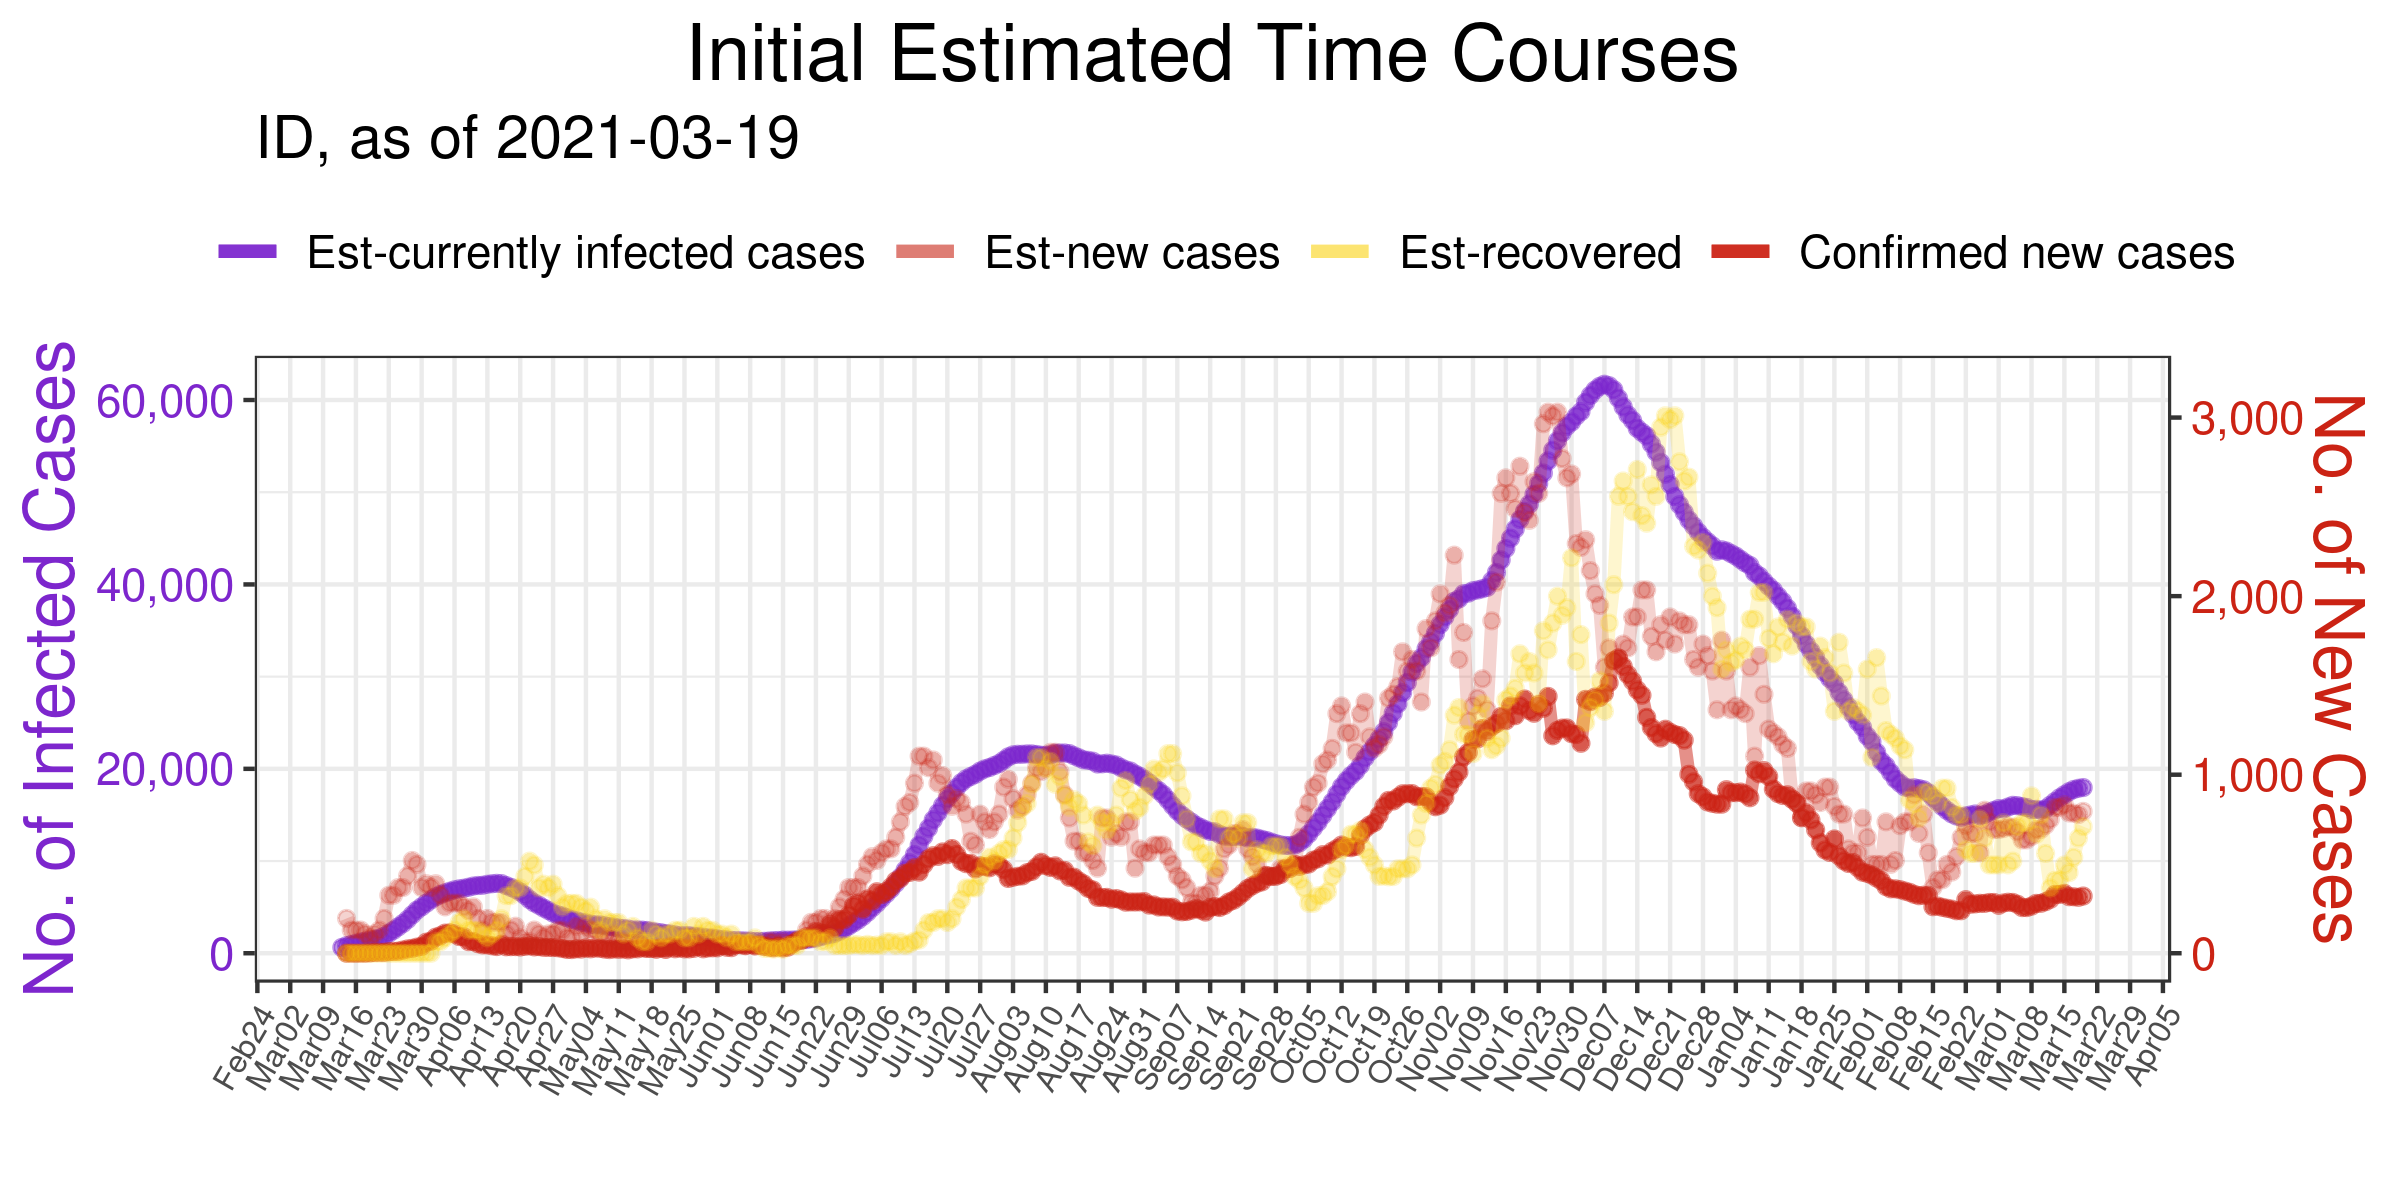 Initial Estimated Time Courses
ID, as of 2021-03-19
Est-currently infected cases Est-new cases Est-recovered Confirmed new cases
No. of Infected Cases
60,000
40,000
20,000
0
3,000
2,000
1,000
0
No. of New Cases
Feb24 Mar02 Mar09 Mar16 Mar23 Mar30 Apr06 Apr13 Apr20 Apr27 May04 May11 May18 May25 Jun01 Jun08 Jun15 Jun22 Jun29 Jul06 Jul13 Jul20 Jul27 Aug03 Aug10 Aug17 Aug24 Aug31 Sep07 Sep14 Sep21 Sep28 Oct05 Oct12 Oct19 Oct26 Nov02 Nov09 Nov16 Nov23 Nov30 Dec07 Dec14 Dec21 Dec28 Jan04 Jan11 Jan18 Jan25 Feb01 Feb08 Feb15 Feb22 Mar01 Mar08 Mar15 Mar22 Mar29 Apr05